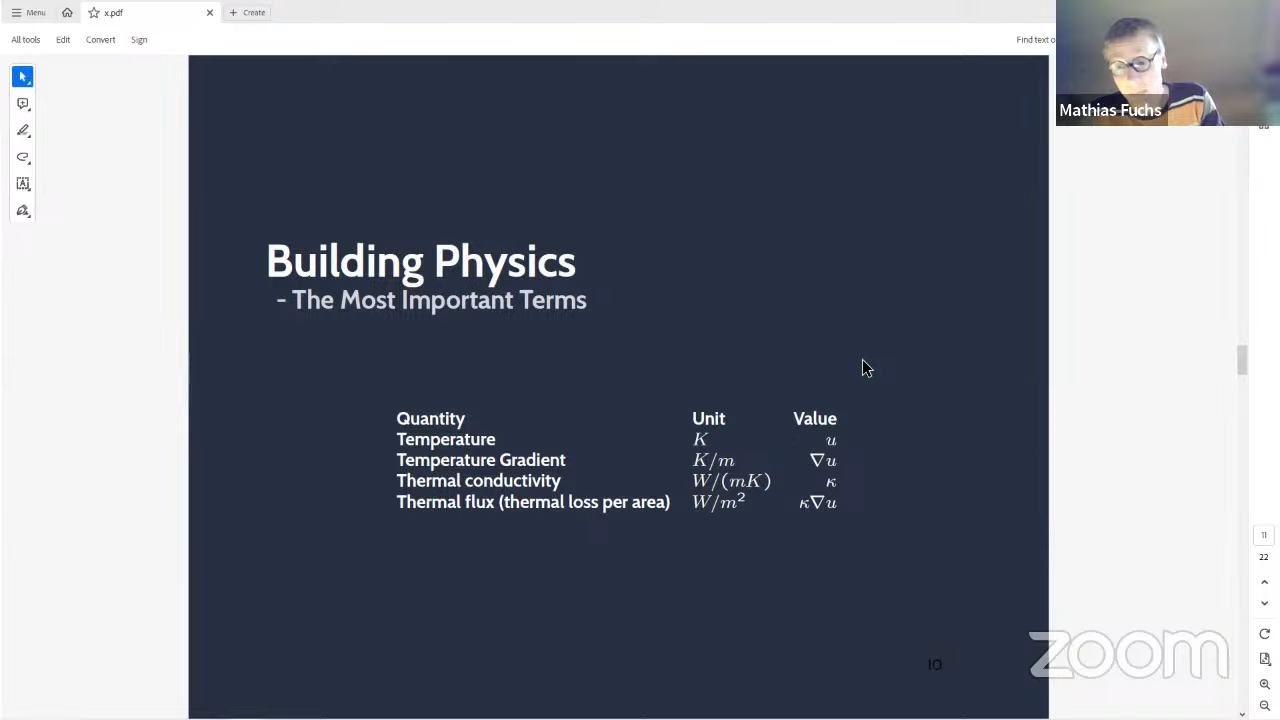 Menu x.pdf Create
All tools Edit Convert Sign
Find text o
Mathias Fuchs
Building Physics
- The Most Important Terms
Quantity Unit Value
Temperature K u
Temperature Gradient K/m ∇u
Thermal conductivity W/(mK) κ
Thermal flux (thermal loss per area) W/m² κ∇u
11
22
10
zoom